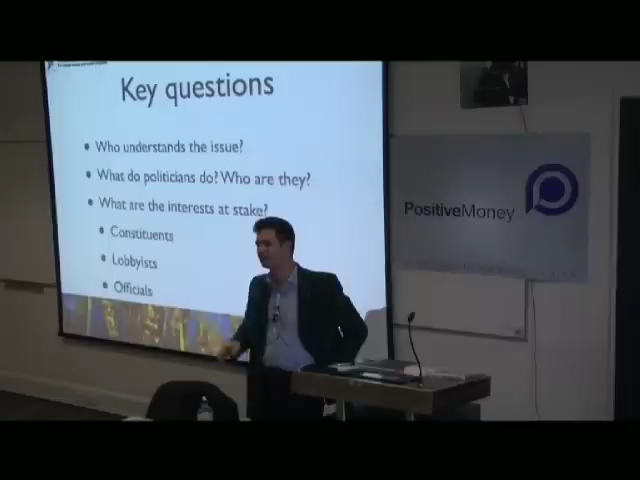 Key questions
Who understands the issue?
What do politicians do? Who are they?
What are the interests at stake?
Constituents
Lobbyists
Officials
PositiveMoney